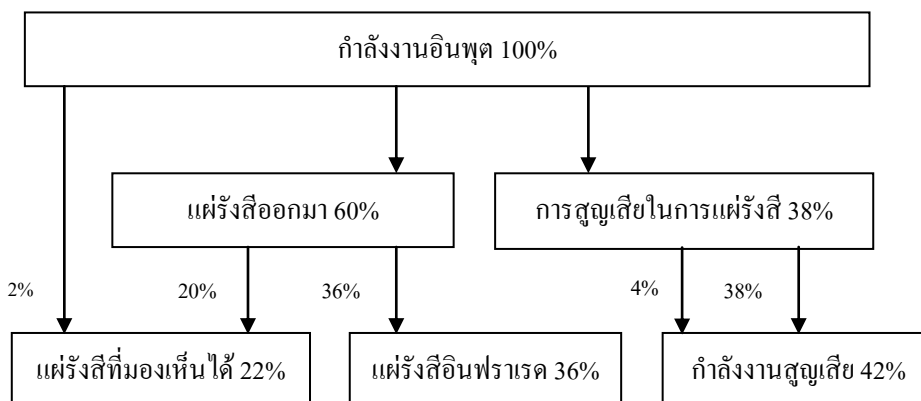 กำลังงานอินพุต 100%
แผ่รังสีออกมา 60%
การสูญเสียในการแผ่รังสี 38%
2%
20%
36%
4%
38%
แผ่รังสีที่มองเห็นได้ 22%
แผ่รังสีอินฟราเรด 36%
กำลังงานสูญเสีย 42%